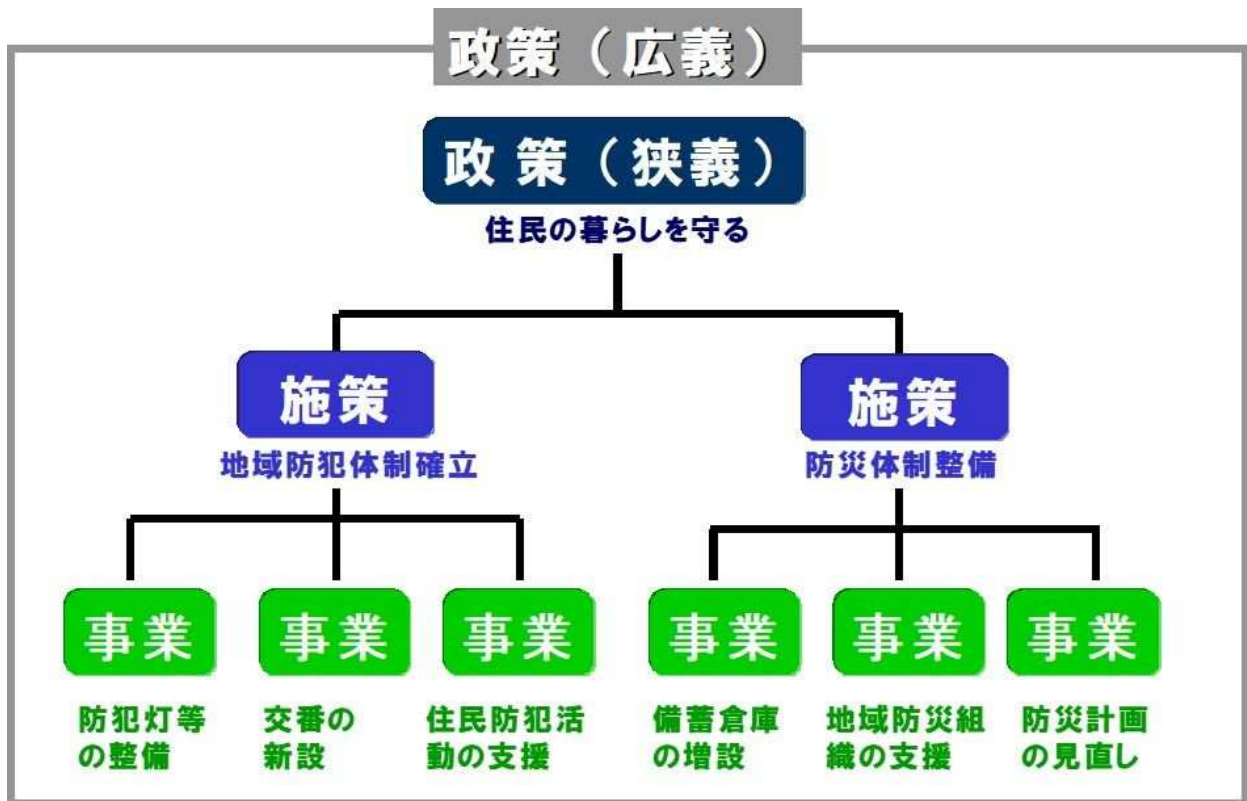 政策（広義）
政策（狭義）
住民の暮らしを守る
施策
地域防犯体制確立
施策
防災体制整備
事業
防犯灯等
の整備
事業
交番の
新設
事業
住民防犯活
動の支援
事業
備蓄倉庫
の増設
事業
地域防災組
織の支援
事業
防災計画
の見直し